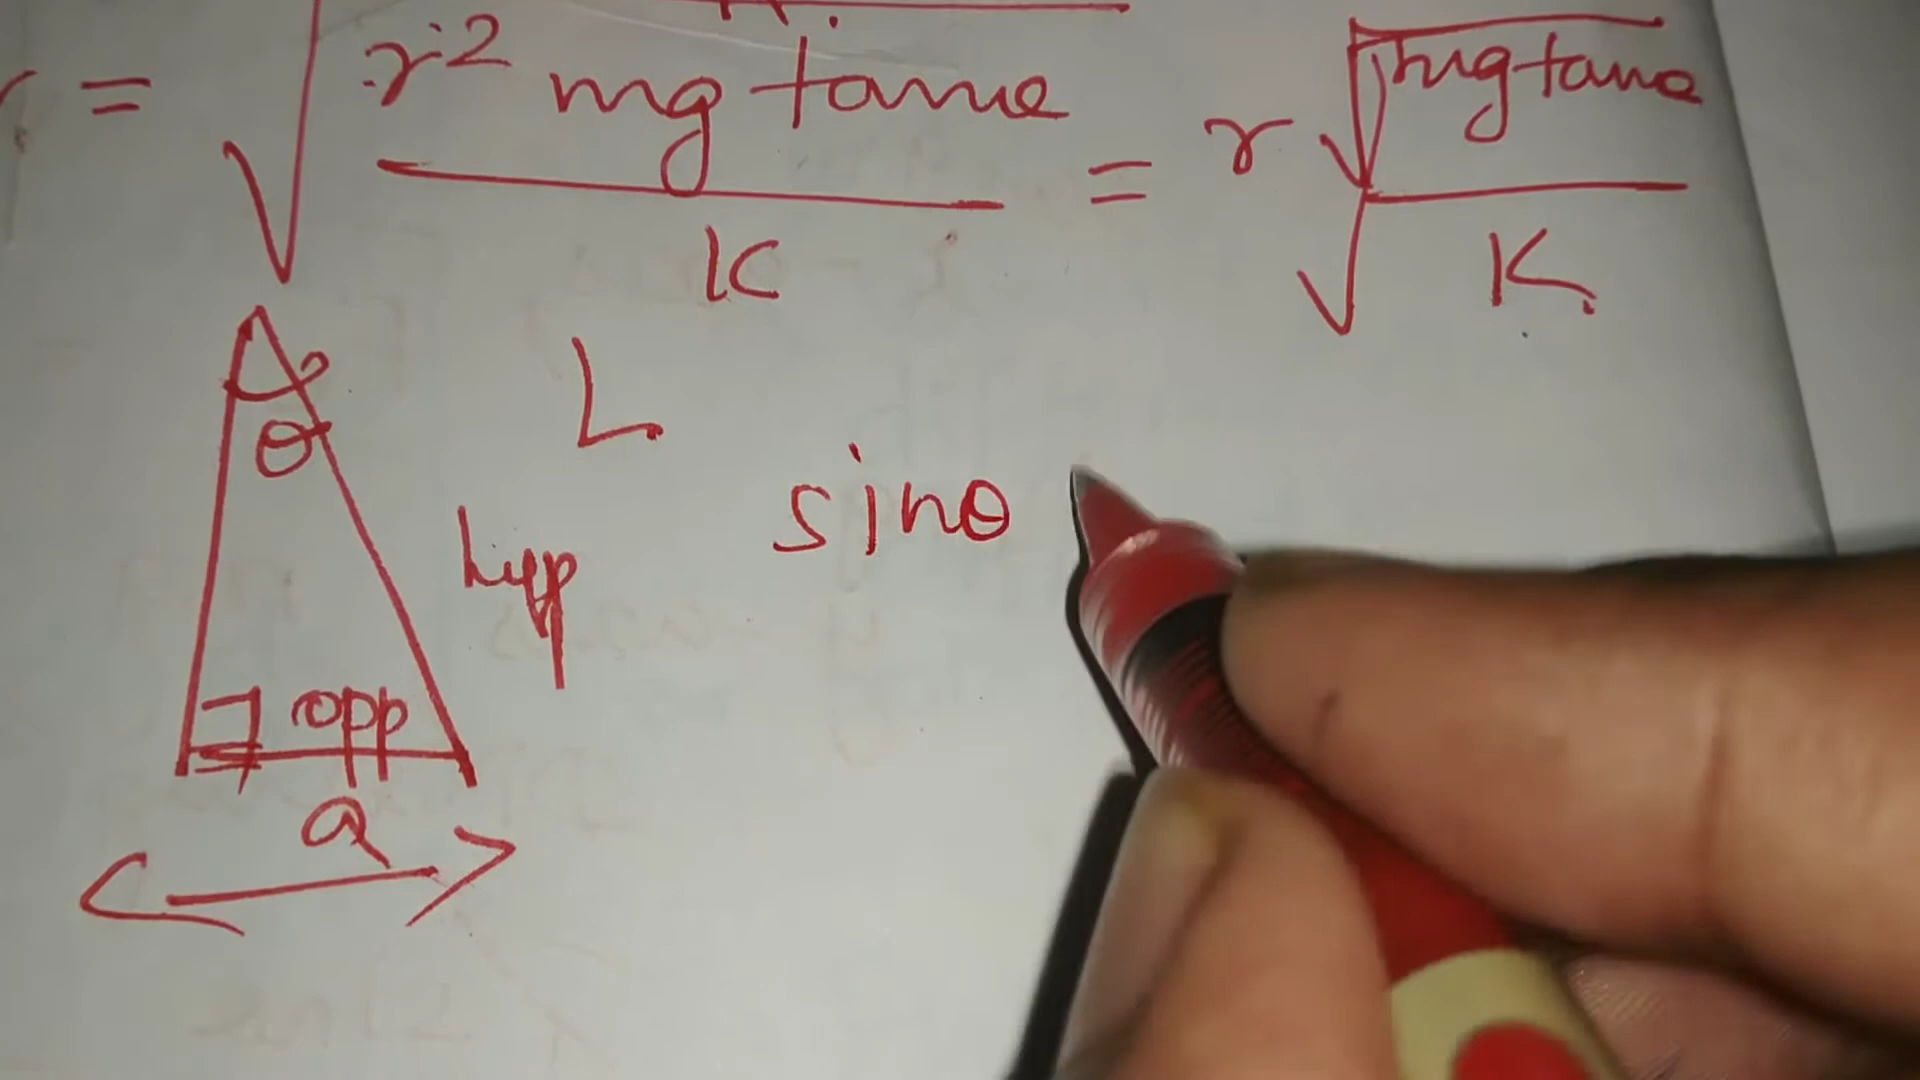 = √ r² mg tanθ / K = r √ mg tanθ / K
θ
L
sinθ
hyp
opp
a